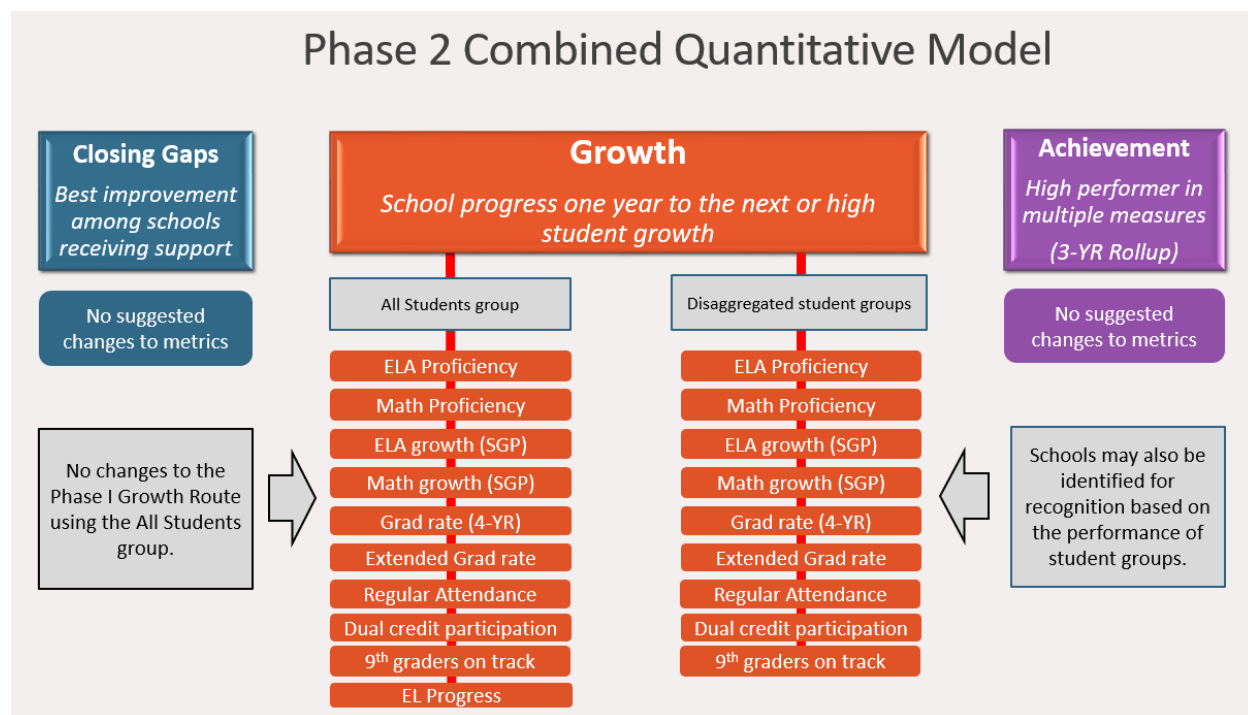 Phase 2 Combined Quantitative Model
Closing Gaps
Best improvement
among schools
receiving support
No suggested
changes to metrics
No changes to the
Phase I Growth Route
using the All Students
group.
Growth
School progress one year to the next or high
student growth
All Students group
ELA Proficiency
Math Proficiency
ELA growth (SGP)
Math growth (SGP)
Grad rate (4-YR)
Extended Grad rate
Regular Attendance
Dual credit participation
9th graders on track
EL Progress
Disaggregated student groups
ELA Proficiency
Math Proficiency
ELA growth (SGP)
Math growth (SGP)
Grad rate (4-YR)
Extended Grad rate
Regular Attendance
Dual credit participation
9th graders on track
Achievement
High performer in
multiple measures
(3-YR Rollup)
No suggested
changes to metrics
Schools may also be
identified for
recognition based on
the performance of
student groups.